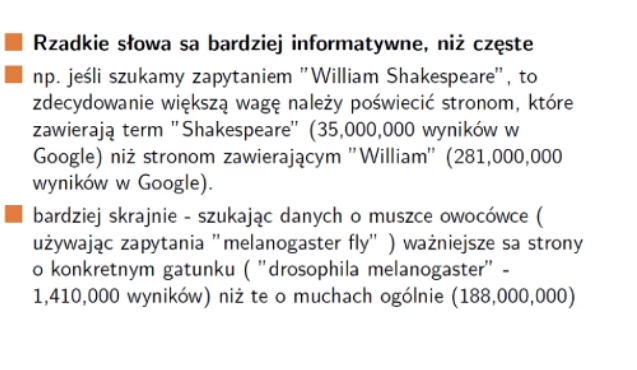 Rzadkie słowa sa bardziej informatywne, niż częste
np. jeśli szukamy zapytaniem "William Shakespeare", to
zdecydowanie większą wagę należy poświecić stronom, które
zawierają term "Shakespeare" (35,000,000 wyników w
Google) niż stronom zawierającym "William" (281,000,000
wyników w Google).
bardziej skrajnie - szukając danych o muszce owocówce (
używając zapytania "melanogaster fly" ) ważniejsze sa strony
o konkretnym gatunku ( "drosophila melanogaster" -
1,410,000 wyników) niż te o muchach ogólnie (188,000,000)